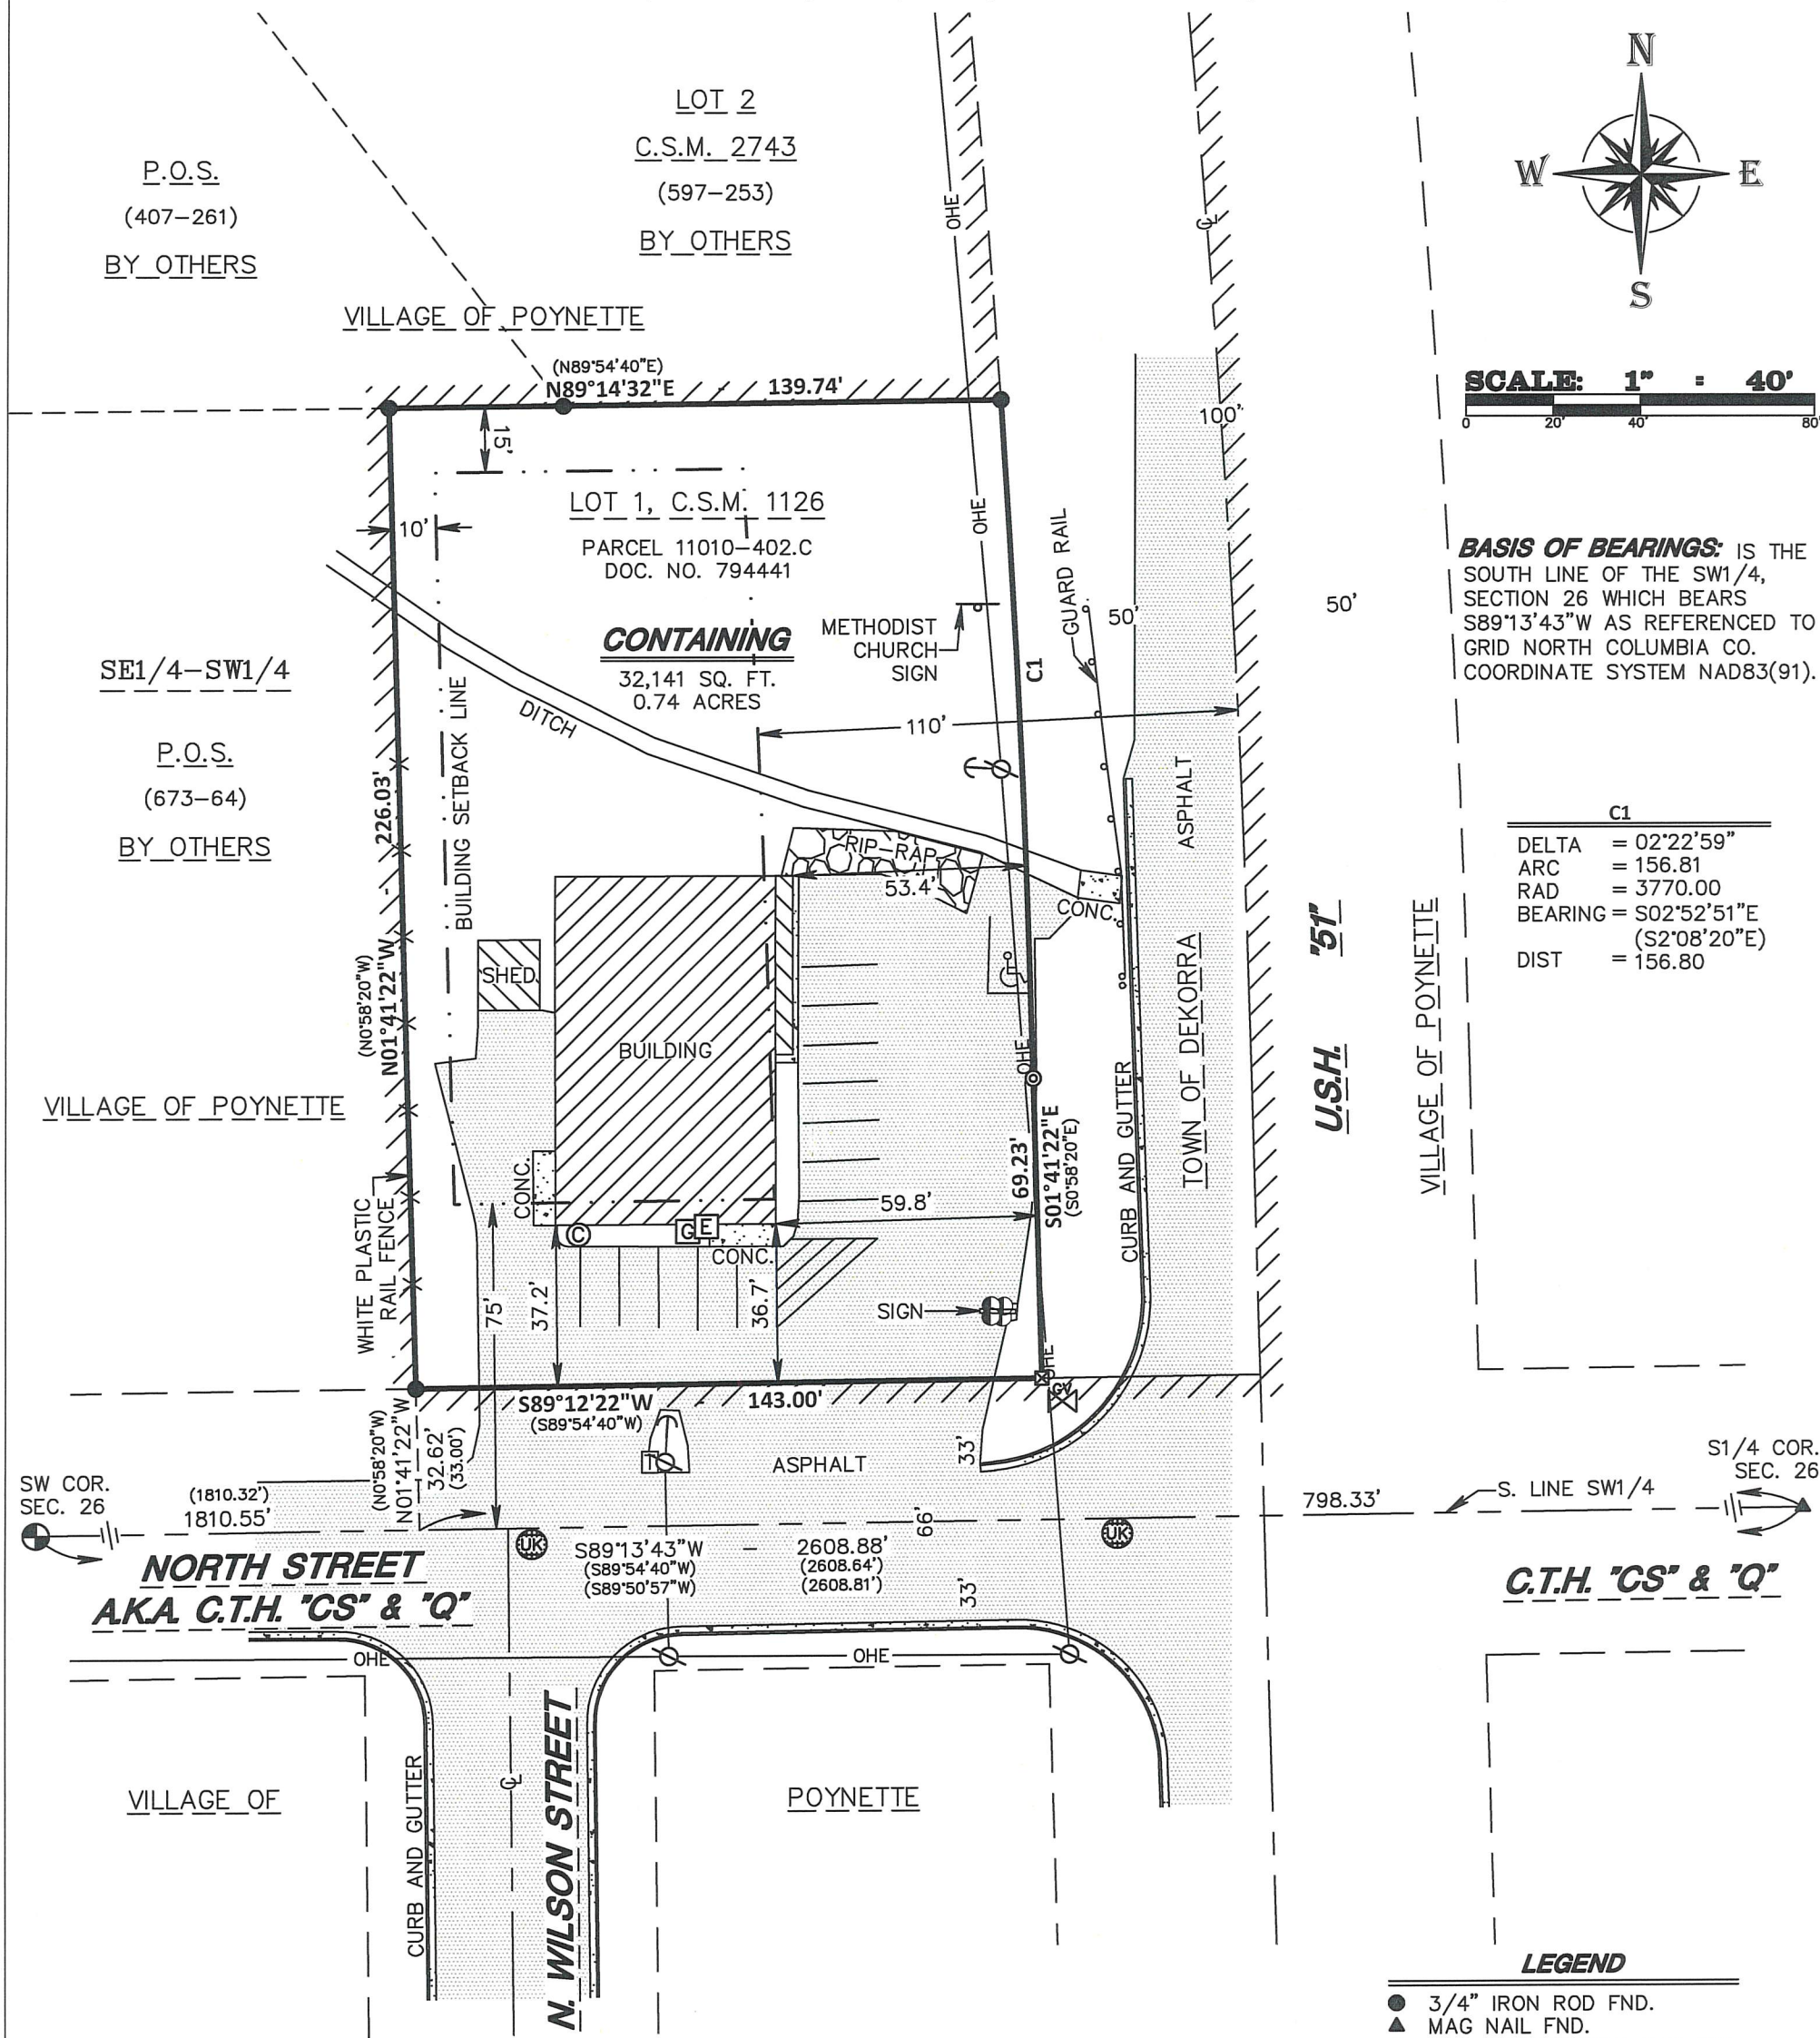 N
W
E
S
SCALE: 1" = 40'
0 20' 40' 80'
LOT 2
C.S.M. 2743
(597-253)
BY OTHERS
P.O.S.
(407-261)
BY OTHERS
VILLAGE OF POYNETTE
(N89°54'40"E)
N89°14'32"E - 139.74'
OHE
OHE
100'
15'
10'
LOT 1, C.S.M. 1126
PARCEL 11010-402.C
DOC. NO. 794441
CONTAINING
32,141 SQ. FT.
0.74 ACRES
METHODIST
CHURCH
SIGN
C1
GUARD RAIL
50'
50'
BASIS OF BEARINGS: IS THE
SOUTH LINE OF THE SW1/4,
SECTION 26 WHICH BEARS
S89°13'43"W AS REFERENCED TO
GRID NORTH COLUMBIA CO.
COORDINATE SYSTEM NAD83(91).
SE1/4-SW1/4
P.O.S.
(673-64)
BY OTHERS
226.03'
N01°41'22"W
(N0°58'20"W)
BUILDING SETBACK LINE
DITCH
110'
ASPHALT
C1
DELTA = 02°22'59"
ARC = 156.81
RAD = 3770.00
BEARING = S02°52'51"E
(S2°08'20"E)
DIST = 156.80
RIP-RAP
53.4'
CONC.
SHED
BUILDING
OHE
TOWN OF DEKORRA
U.S.H. "51"
VILLAGE OF POYNETTE
VILLAGE OF POYNETTE
69.23'
S01°41'22"E
(S0°58'20"E)
CURB AND GUTTER
59.8'
CONC.
C
G
E
CONC.
WHITE PLASTIC
RAIL FENCE
75'
37.2'
36.7'
SIGN
OHE
GV
S89°12'22"W - 143.00'
(S89°54'40"W)
(N0°58'20"W)
N01°41'22"W
32.62'
(33.00')
T
ASPHALT
33'
SW COR.
SEC. 26
(1810.32')
1810.55'
798.33'
S. LINE SW1/4
S1/4 COR.
SEC. 26
66'
UK
UK
S89°13'43"W - 2608.88'
(S89°54'40"W) (2608.64')
(S89°50'57"W) (2608.81')
33'
NORTH STREET
A.K.A. C.T.H. "CS" & "Q"
C.T.H. "CS" & "Q"
OHE
OHE
VILLAGE OF
POYNETTE
CURB AND GUTTER
N. WILSON STREET
LEGEND
3/4" IRON ROD FND.
MAG NAIL FND.